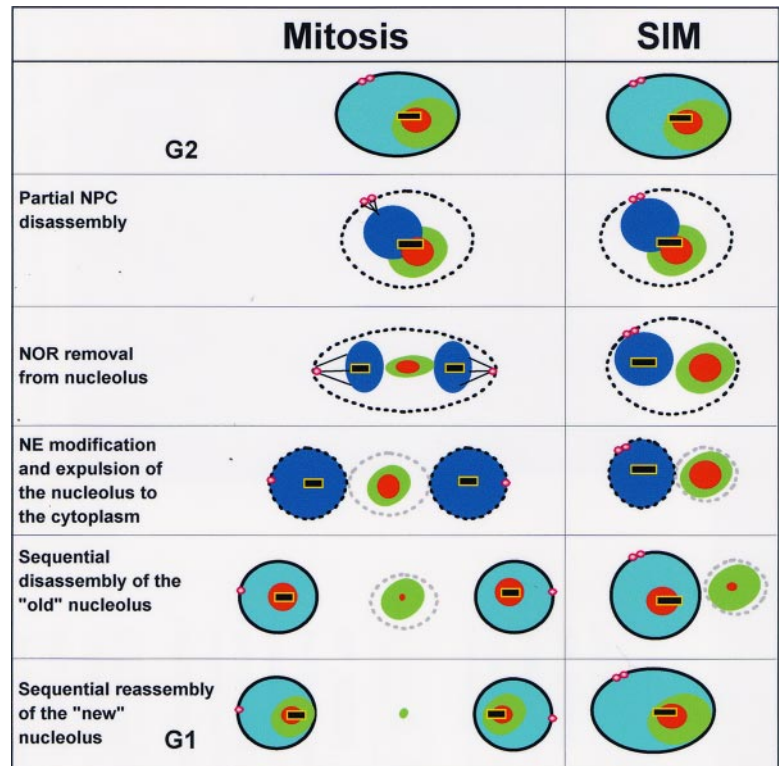 Mitosis
SIM
G2
Partial NPC
disassembly
NOR removal
from nucleolus
NE modification
and expulsion of
the nucleolus to
the cytoplasm
Sequential
disassembly of the
"old" nucleolus
Sequential reassembly
of the "new"
nucleolus
G1